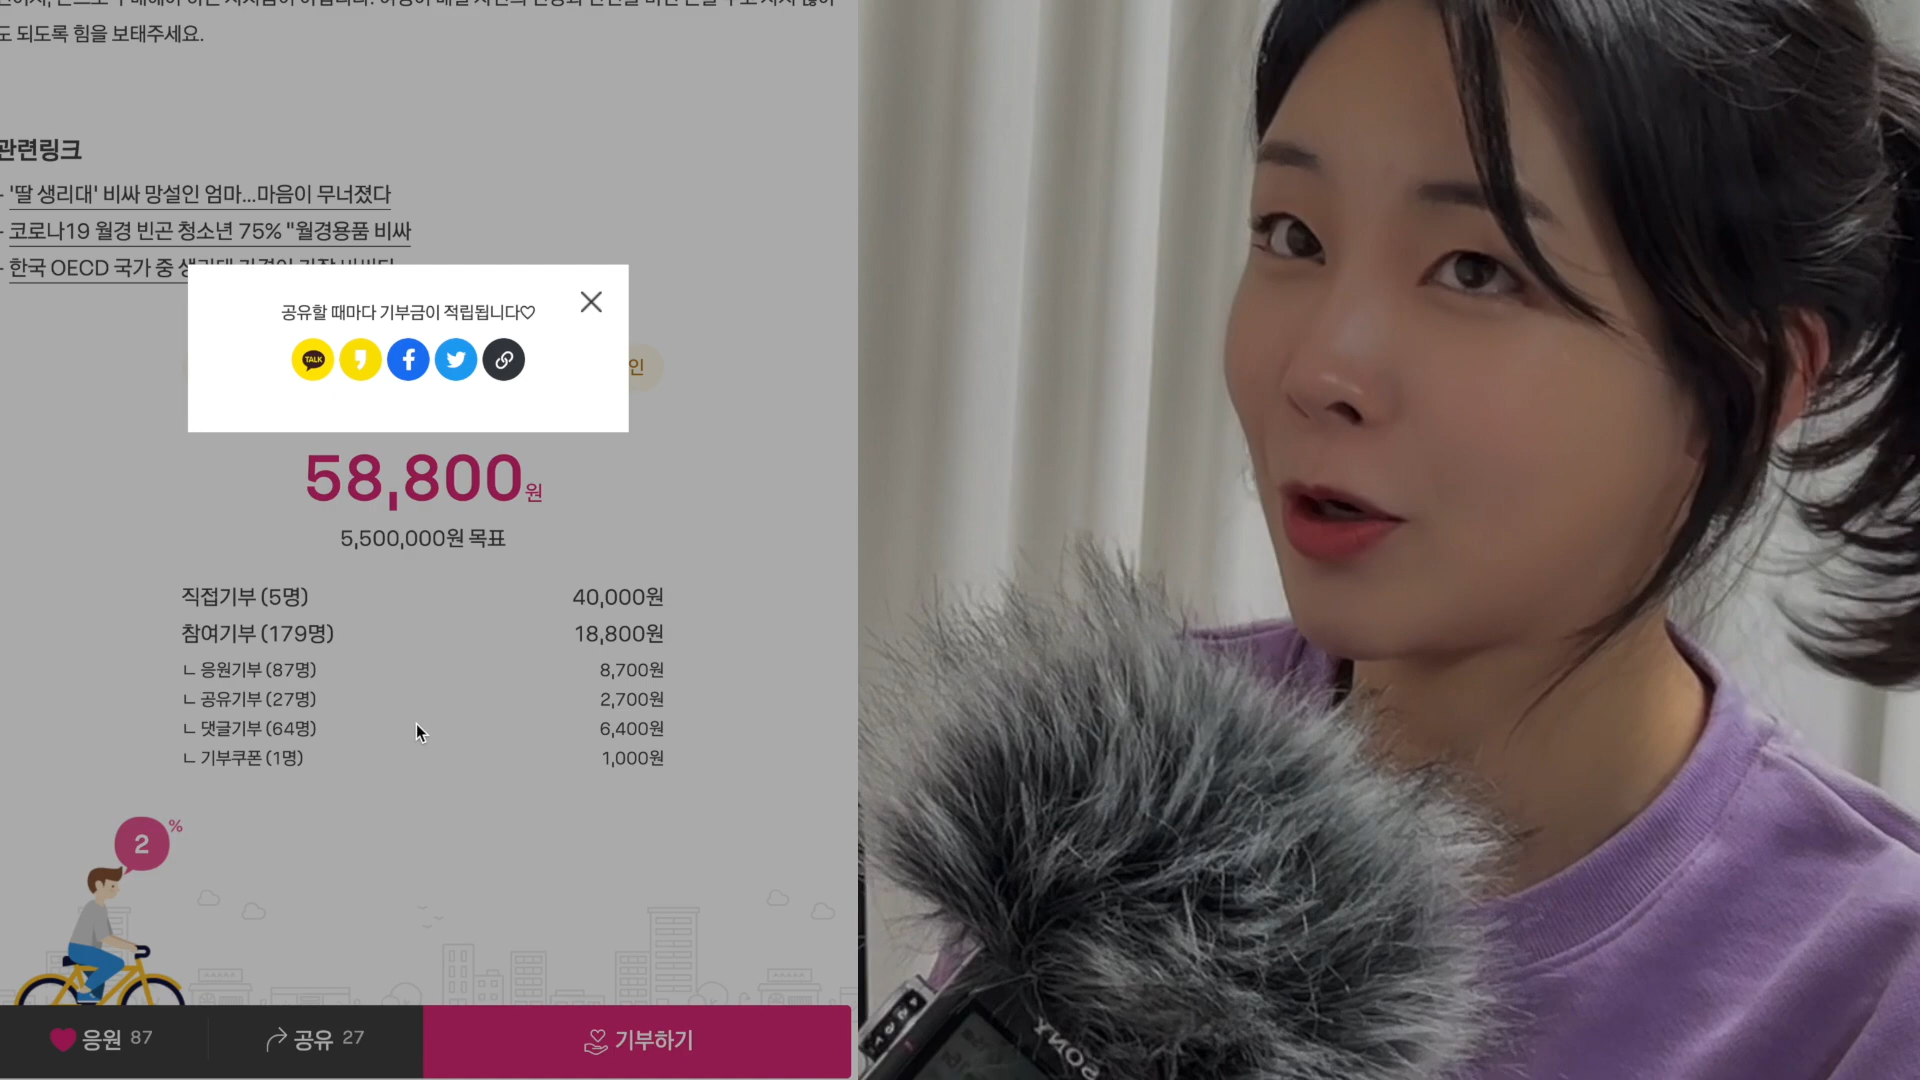 도 되도록 힘을 보태주세요.
관련링크
- '딸 생리대' 비싸 망설인 엄마...마음이 무너졌다
- 코로나19 월경 빈곤 청소년 75% "월경용품 비싸
- 한국 OECD 국가 중
공유할 때마다 기부금이 적립됩니다♡
TALK
인
58,800원
5,500,000원 목표
직접기부 (5명) 40,000원
참여기부 (179명) 18,800원
ㄴ 응원기부 (87명) 8,700원
ㄴ 공유기부 (27명) 2,700원
ㄴ 댓글기부 (64명) 6,400원
ㄴ 기부쿠폰 (1명) 1,000원
2%
응원 87 공유 27 기부하기
SONY